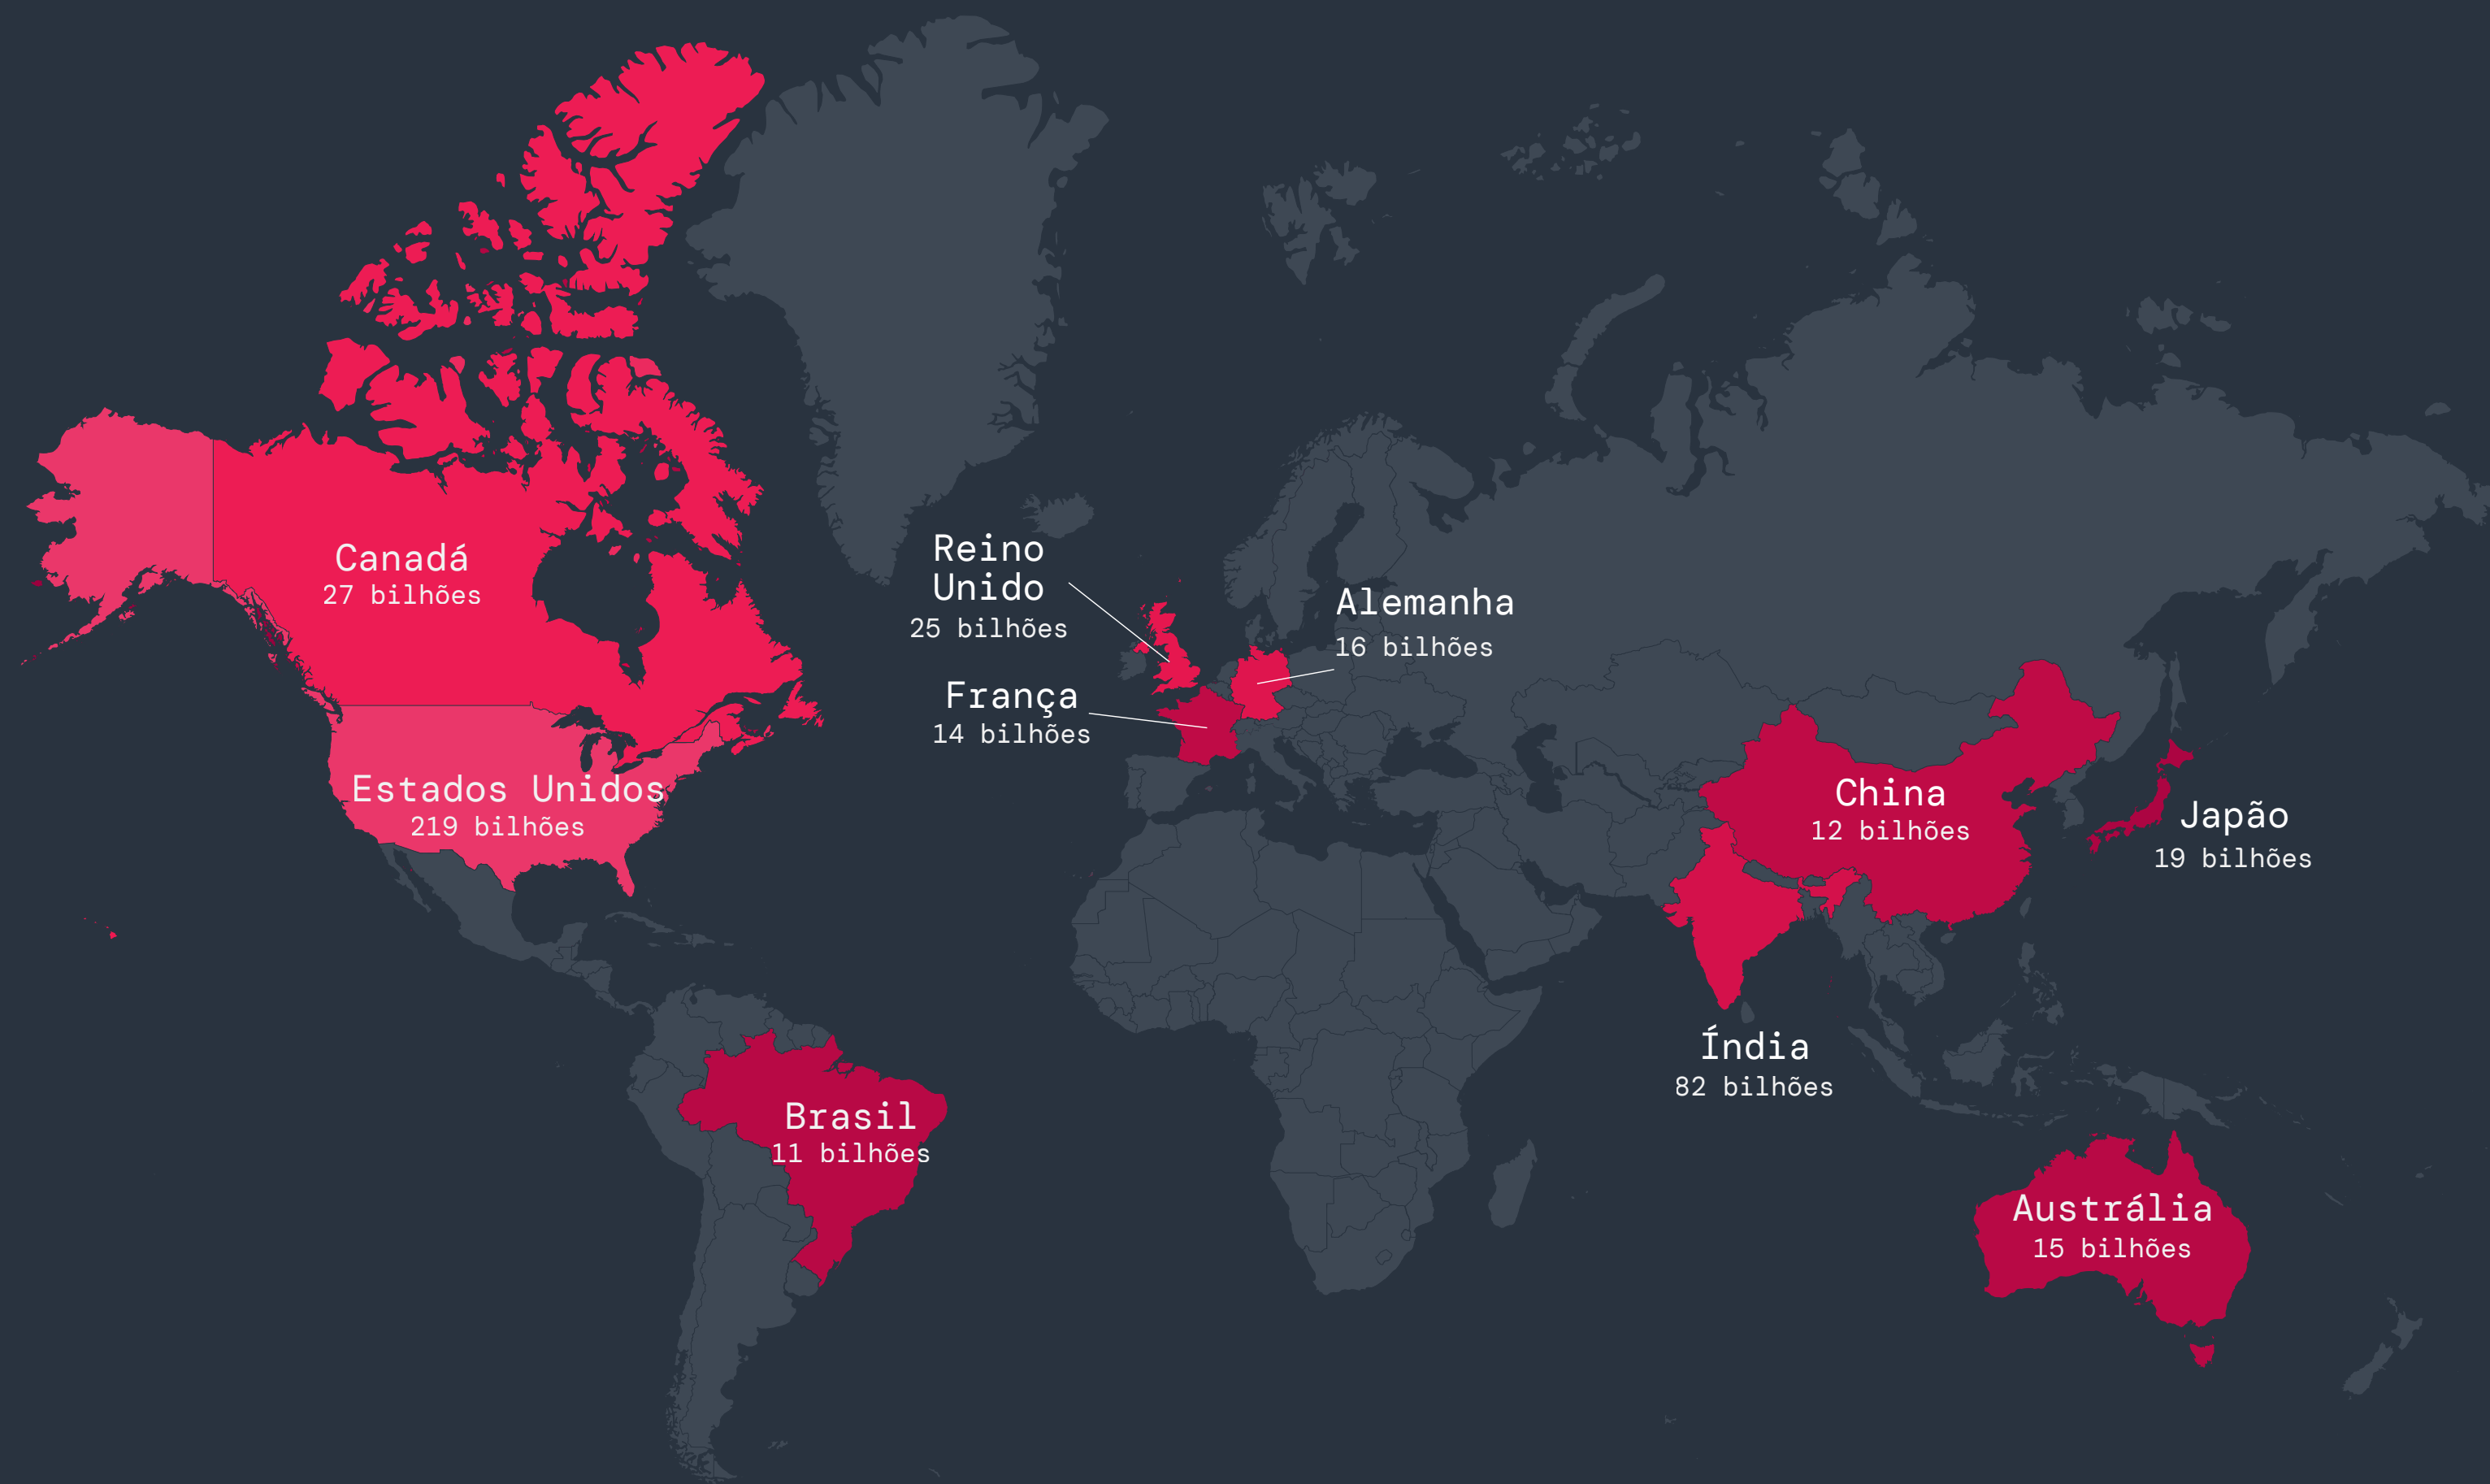 Canadá
27 bilhões
Estados Unidos
219 bilhões
Reino
Unido
25 bilhões
Alemanha
16 bilhões
França
14 bilhões
China
12 bilhões
Japão
19 bilhões
Índia
82 bilhões
Brasil
11 bilhões
Austrália
15 bilhões